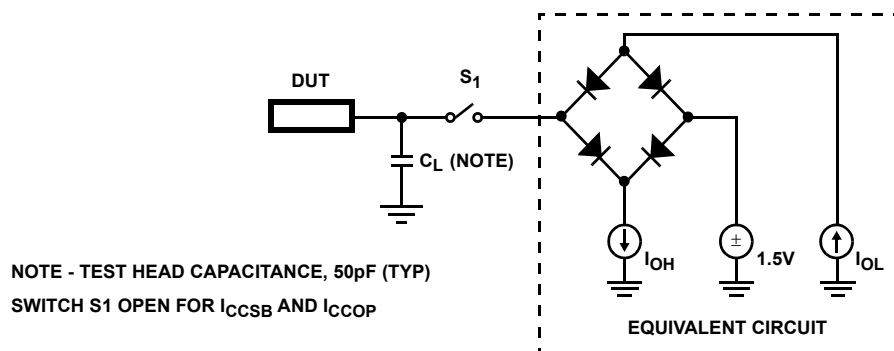 DUT
S1
CL (NOTE)
IOH
±
1.5V
IOL
NOTE - TEST HEAD CAPACITANCE, 50pF (TYP)
SWITCH S1 OPEN FOR ICCSB AND ICCOP
EQUIVALENT CIRCUIT